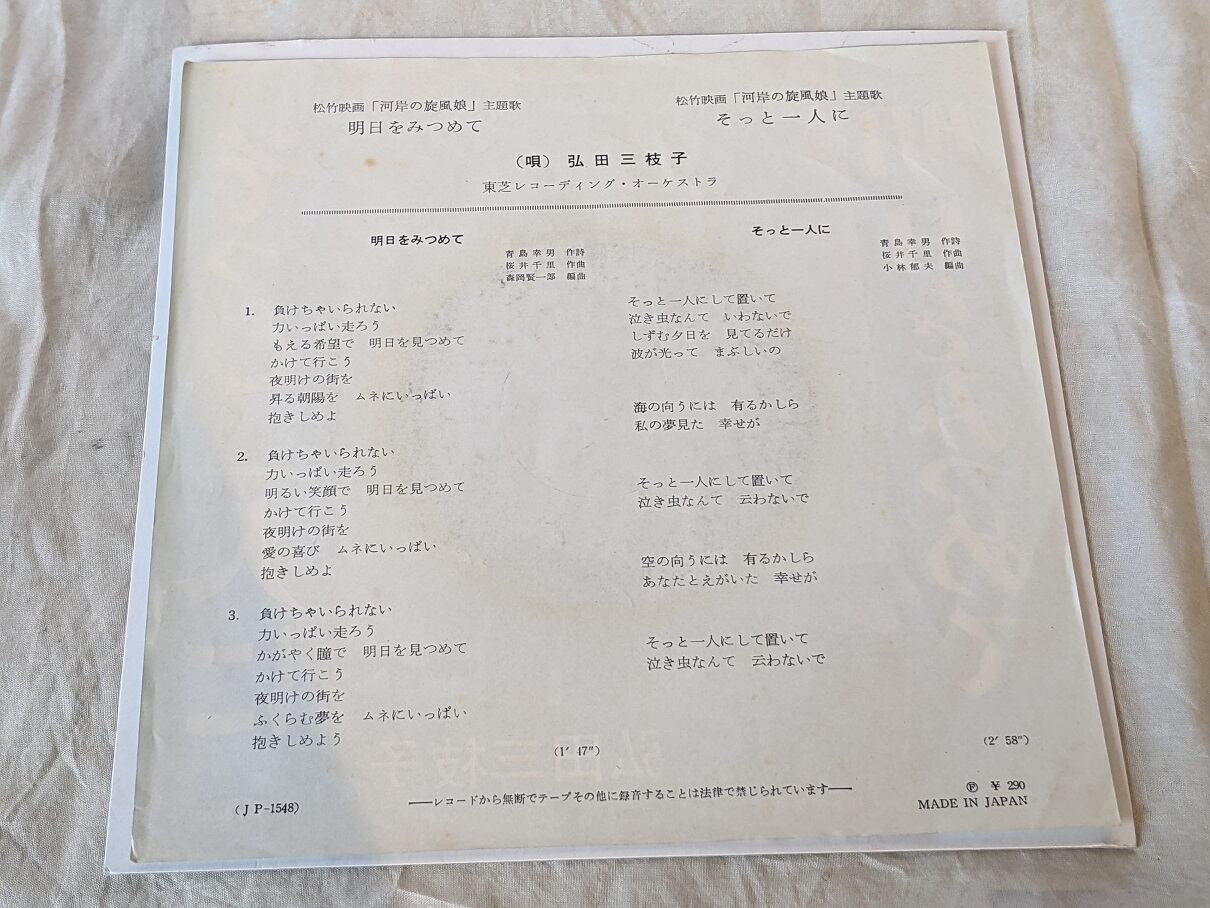 松竹映画「河岸の旋風娘」主題歌
明日をみつめて
松竹映画「河岸の旋風娘」主題歌
そっと一人に
（唄） 弘田三枝子
東芝レコーディング・オーケストラ
明日をみつめて
青島幸男 作詩
桜井千里 作曲
森岡賢一郎 編曲
1. 負けちゃいられない
力いっぱい走ろう
もえる希望で 明日を見つめて
かけて行こう
夜明けの街を
昇る朝陽を ムネにいっぱい
抱きしめよ
2. 負けちゃいられない
力いっぱい走ろう
明るい笑顔で 明日を見つめて
かけて行こう
夜明けの街を
愛の喜び ムネにいっぱい
抱きしめよ
3. 負けちゃいられない
力いっぱい走ろう
かがやく瞳で 明日を見つめて
かけて行こう
夜明けの街を
ふくらむ夢を ムネにいっぱい
抱きしめよう
(1′ 47″)
そっと一人に
青島幸男 作詩
桜井千里 作曲
小林郁夫 編曲
そっと一人にして置いて
泣き虫なんて いわないで
しずむ夕日を 見てるだけ
波が光って まぶしいの
海の向うには 有るかしら
私の夢見た 幸せが
そっと一人にして置いて
泣き虫なんて 云わないで
空の向うには 有るかしら
あなたとえがいた 幸せが
そっと一人にして置いて
泣き虫なんて 云わないで
(2′ 58″)
(JP-1548)
──レコードから無断でテープその他に録音することは法律で禁じられています──
Ⓟ ￥ 290
MADE IN JAPAN
弘田三枝子